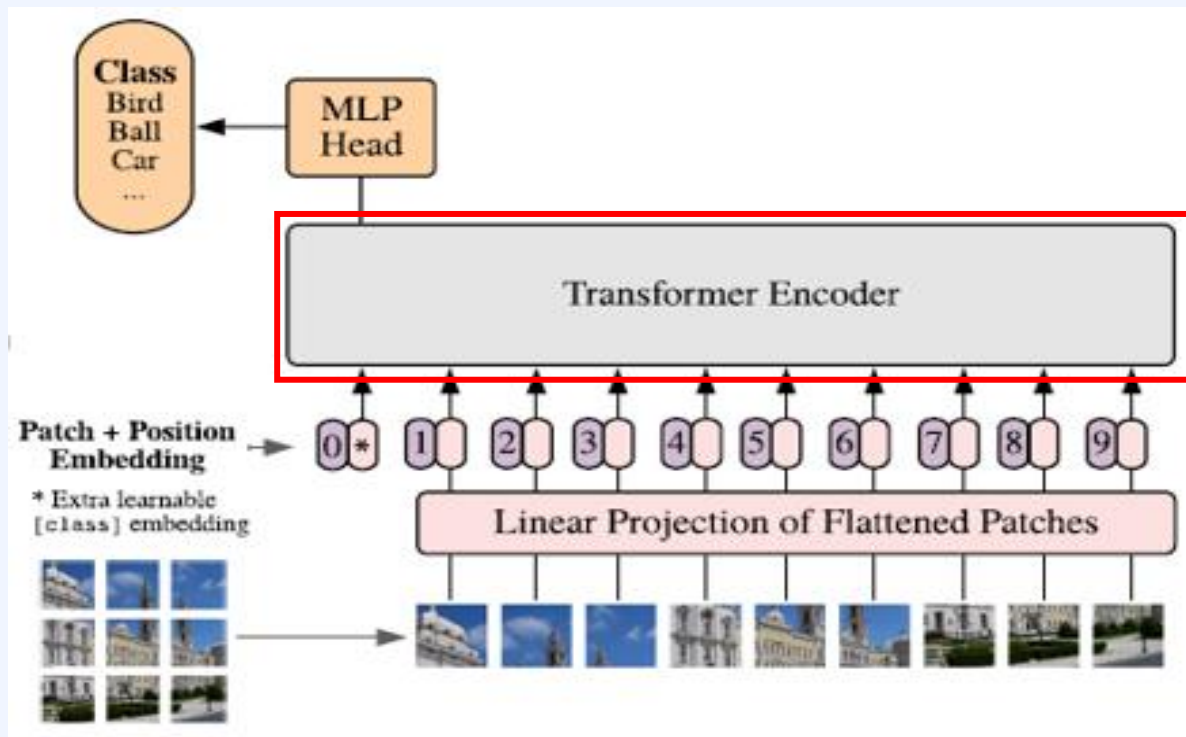 Class
Bird
Ball
Car
...
MLP
Head
Transformer Encoder
Patch + Position
Embedding
0 * 1 2 3 4 5 6 7 8 9
* Extra learnable
[class] embedding
Linear Projection of Flattened Patches